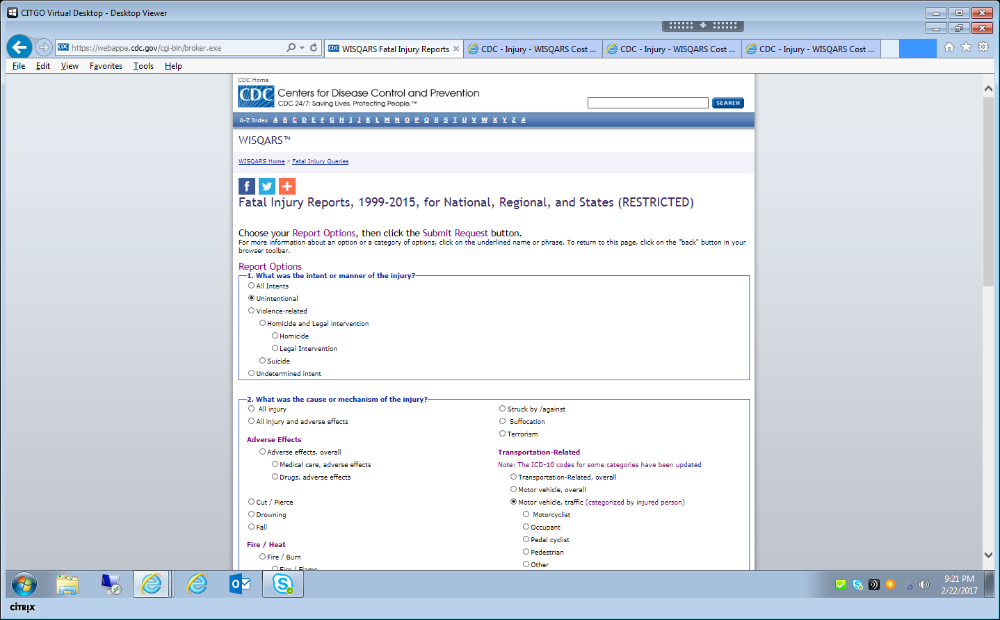 CITGO Virtual Desktop - Desktop Viewer
https://webappa.cdc.gov/cgi-bin/broker.exe
WISQARS Fatal Injury Reports
CDC - Injury - WISQARS Cost ...
CDC - Injury - WISQARS Cost ...
CDC - Injury - WISQARS Cost ...
File Edit View Favorites Tools Help
CDC Home
CDC Centers for Disease Control and Prevention
CDC 24/7: Saving Lives. Protecting People.™
SEARCH
A-Z Index A B C D E F G H I J K L M N O P Q R S T U V W X Y Z #
WISQARS™
WISQARS Home > Fatal Injury Queries
Fatal Injury Reports, 1999-2015, for National, Regional, and States (RESTRICTED)
Choose your Report Options, then click the Submit Request button.
For more information about an option or a category of options, click on the underlined name or phrase. To return to this page, click on the "back" button in your
browser toolbar.
Report Options
1. What was the intent or manner of the injury?
All Intents
Unintentional
Violence-related
Homicide and Legal intervention
Homicide
Legal Intervention
Suicide
Undetermined intent
2. What was the cause or mechanism of the injury?
All injury
All injury and adverse effects
Adverse Effects
Adverse effects, overall
Medical care, adverse effects
Drugs, adverse effects
Cut / Pierce
Drowning
Fall
Fire / Heat
Fire / Burn
Fire / Flame
Struck by /against
Suffocation
Terrorism
Transportation-Related
Note: The ICD-10 codes for some categories have been updated
Transportation-Related, overall
Motor vehicle, overall
Motor vehicle, traffic (categorized by injured person)
Motorcyclist
Occupant
Pedal cyclist
Pedestrian
Other
9:21 PM
2/22/2017
CITRIX